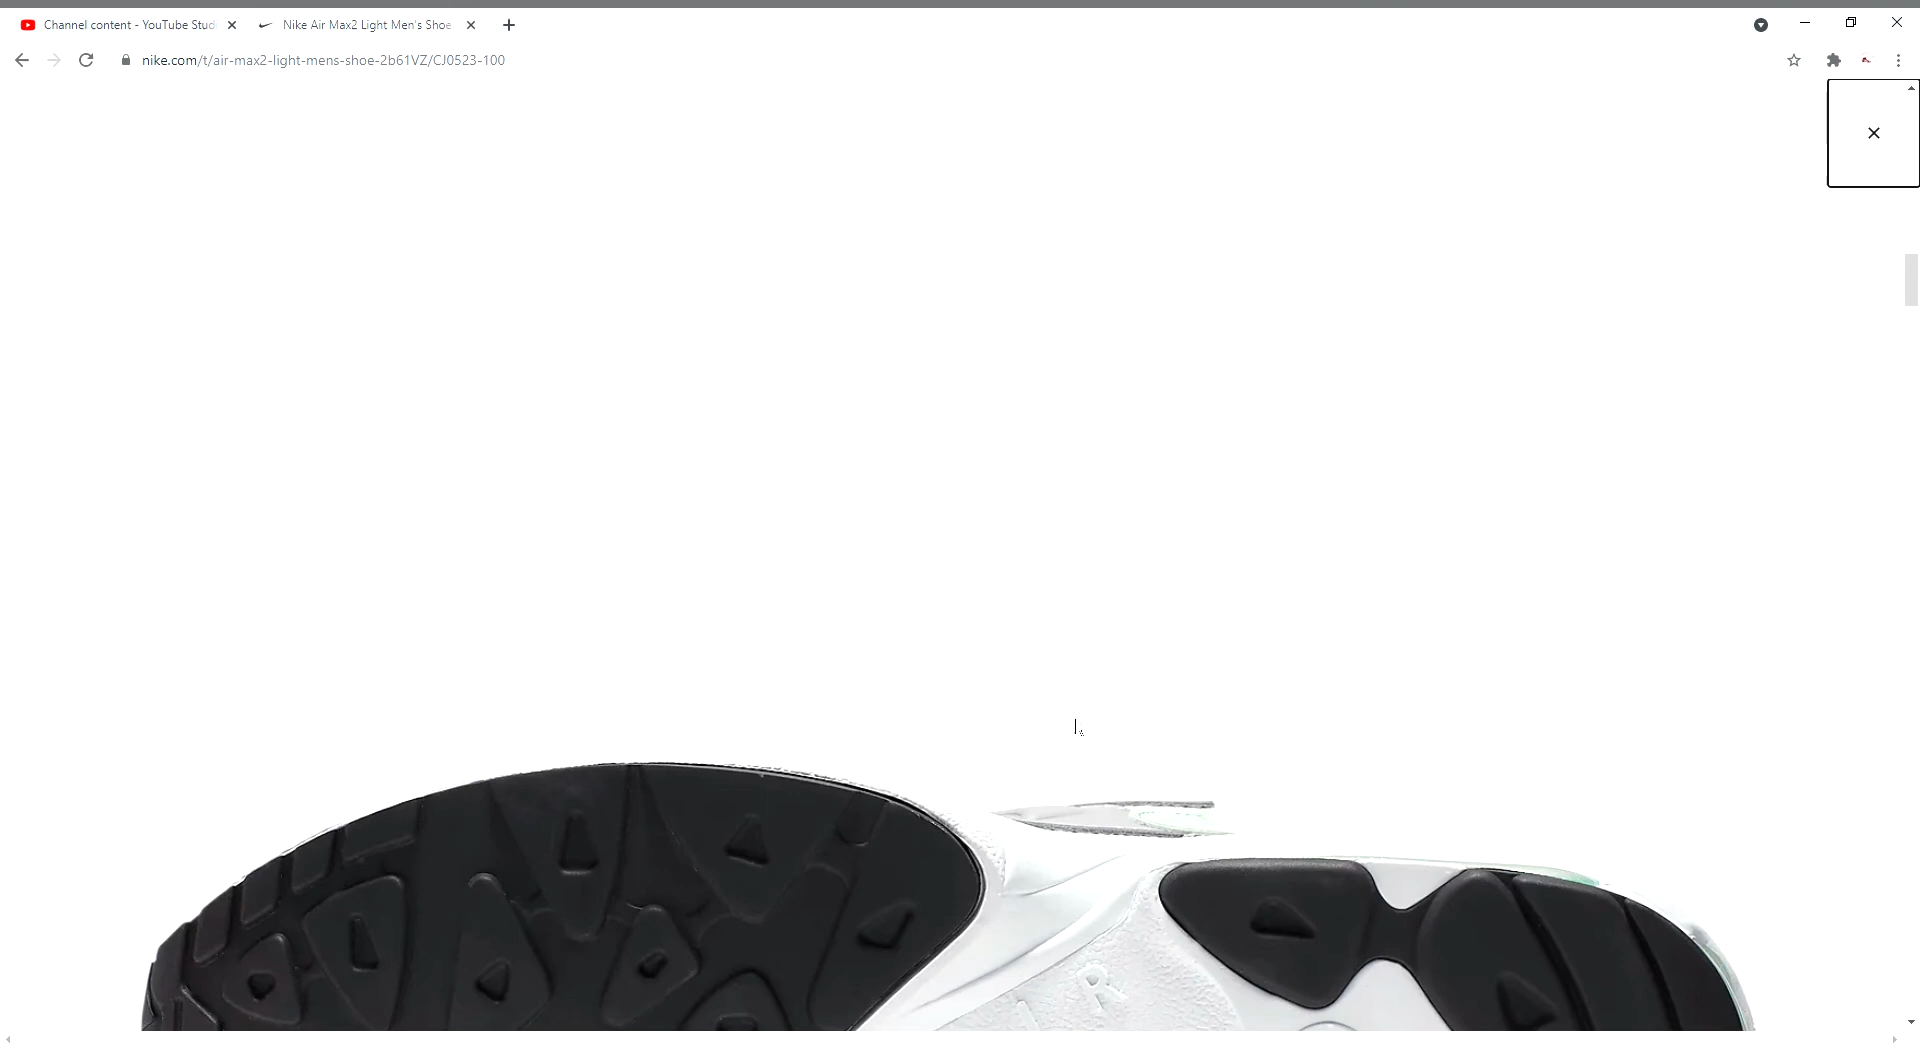 Channel content - YouTube Stud
Nike Air Max2 Light Men's Shoe
nike.com/t/air-max2-light-mens-shoe-2b61VZ/CJ0523-100
I R